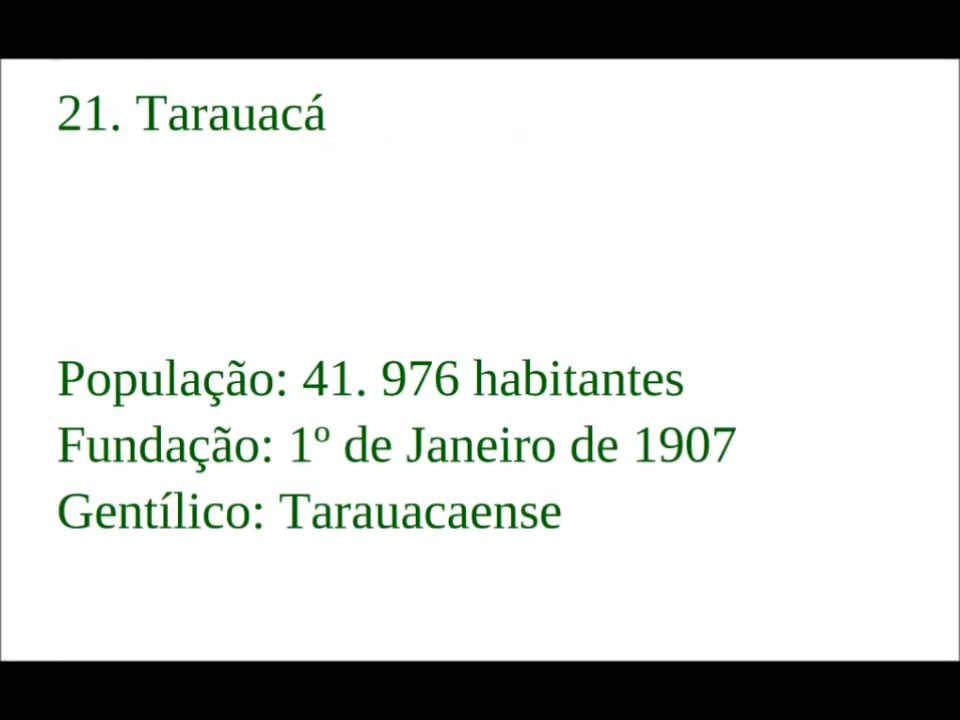 21. Tarauacá
População: 41. 976 habitantes
Fundação: 1º de Janeiro de 1907
Gentílico: Tarauacaense